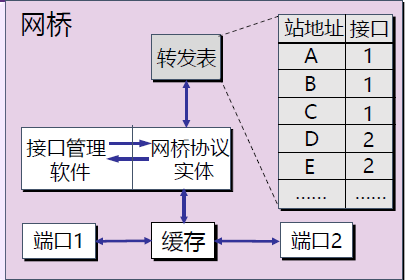 网桥
转发表
站地址 接口
A 1
B 1
C 1
D 2
E 2
…… ……
接口管理
软件
网桥协议
实体
端口1
缓存
端口2